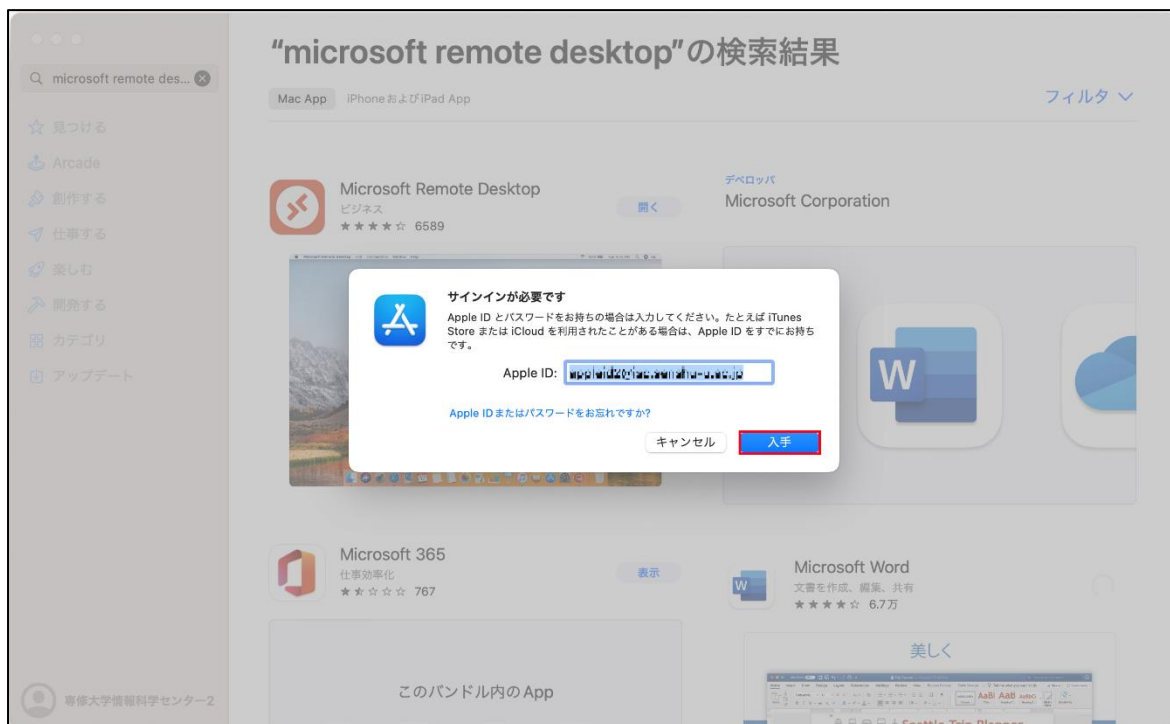 microsoft remote des...
見つける
Arcade
創作する
仕事する
楽しむ
開発する
カテゴリ
アップデート
専修大学情報科学センター2
“microsoft remote desktop”の検索結果
Mac App iPhoneおよびiPad App
フィルタ
Microsoft Remote Desktop
ビジネス
6589
開く
デベロッパ
Microsoft Corporation
サインインが必要です
Apple ID とパスワードをお持ちの場合は入力してください。たとえば iTunes
Store または iCloud を利用されたことがある場合は、Apple ID をすでにお持ち
です。
Apple ID:
Apple IDまたはパスワードをお忘れですか?
キャンセル
入手
W
Microsoft 365
仕事効率化
767
表示
このバンドル内のApp
W
Microsoft Word
文書を作成、編集、共有
6.7万
美しく